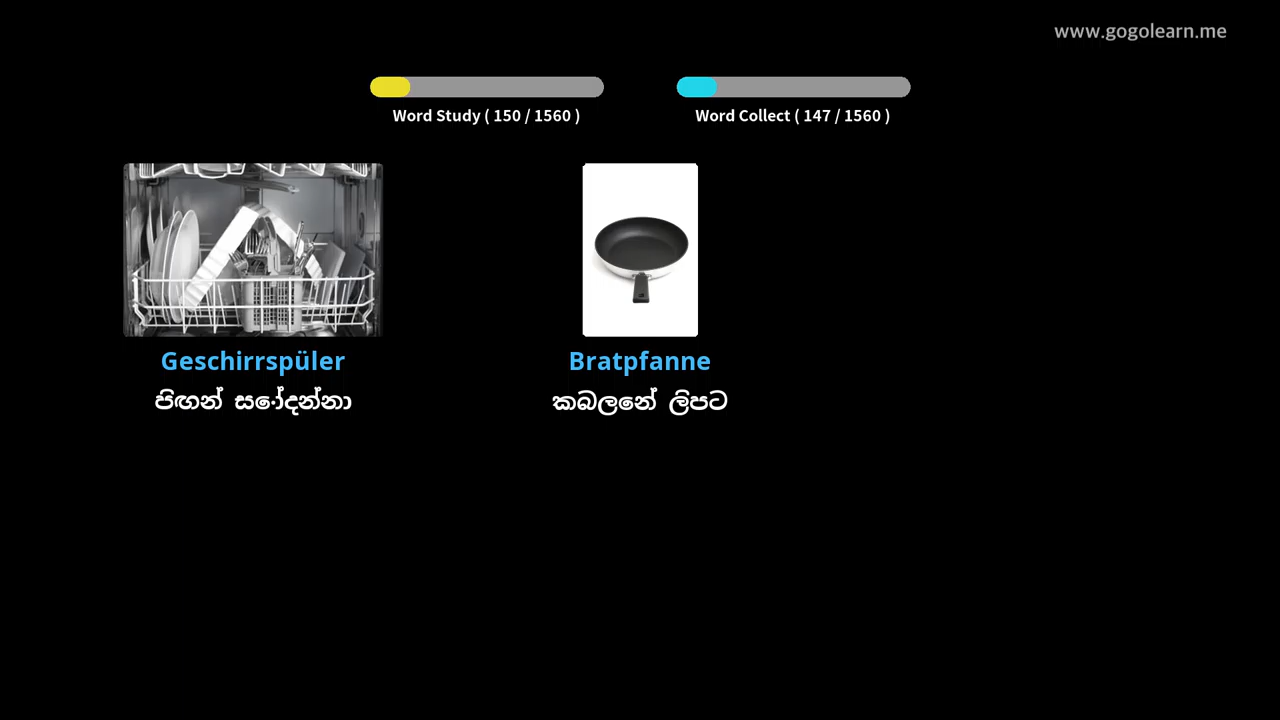 www.gogolearn.me
Word Study ( 150 / 1560 )
Word Collect ( 147 / 1560 )
Geschirrspüler
Bratpfanne
පිඟන් සෝදන්නා
කබලනේ ලිපට